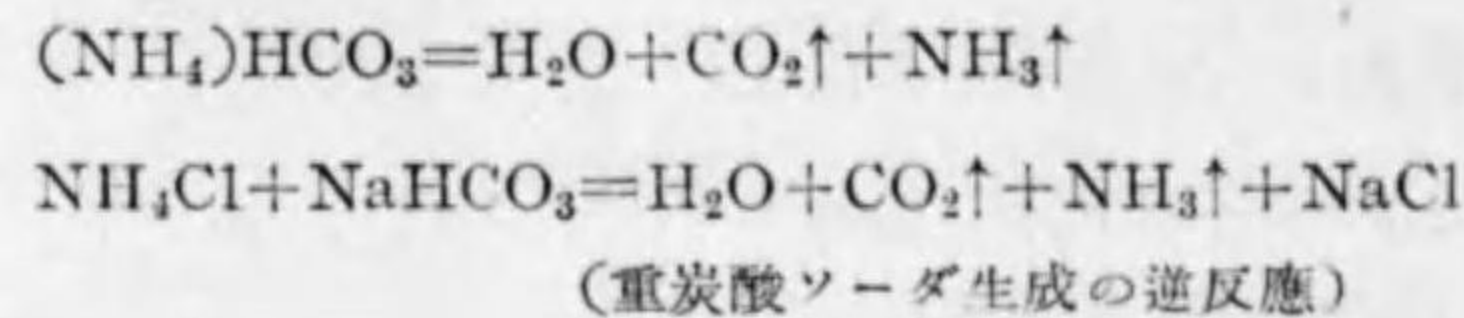 (NH₄)HCO₃=H₂O+CO₂↑+NH₃↑
NH₄Cl+NaHCO₃=H₂O+CO₂↑+NH₃↑+NaCl
(重炭酸ソーダ生成の逆反應)